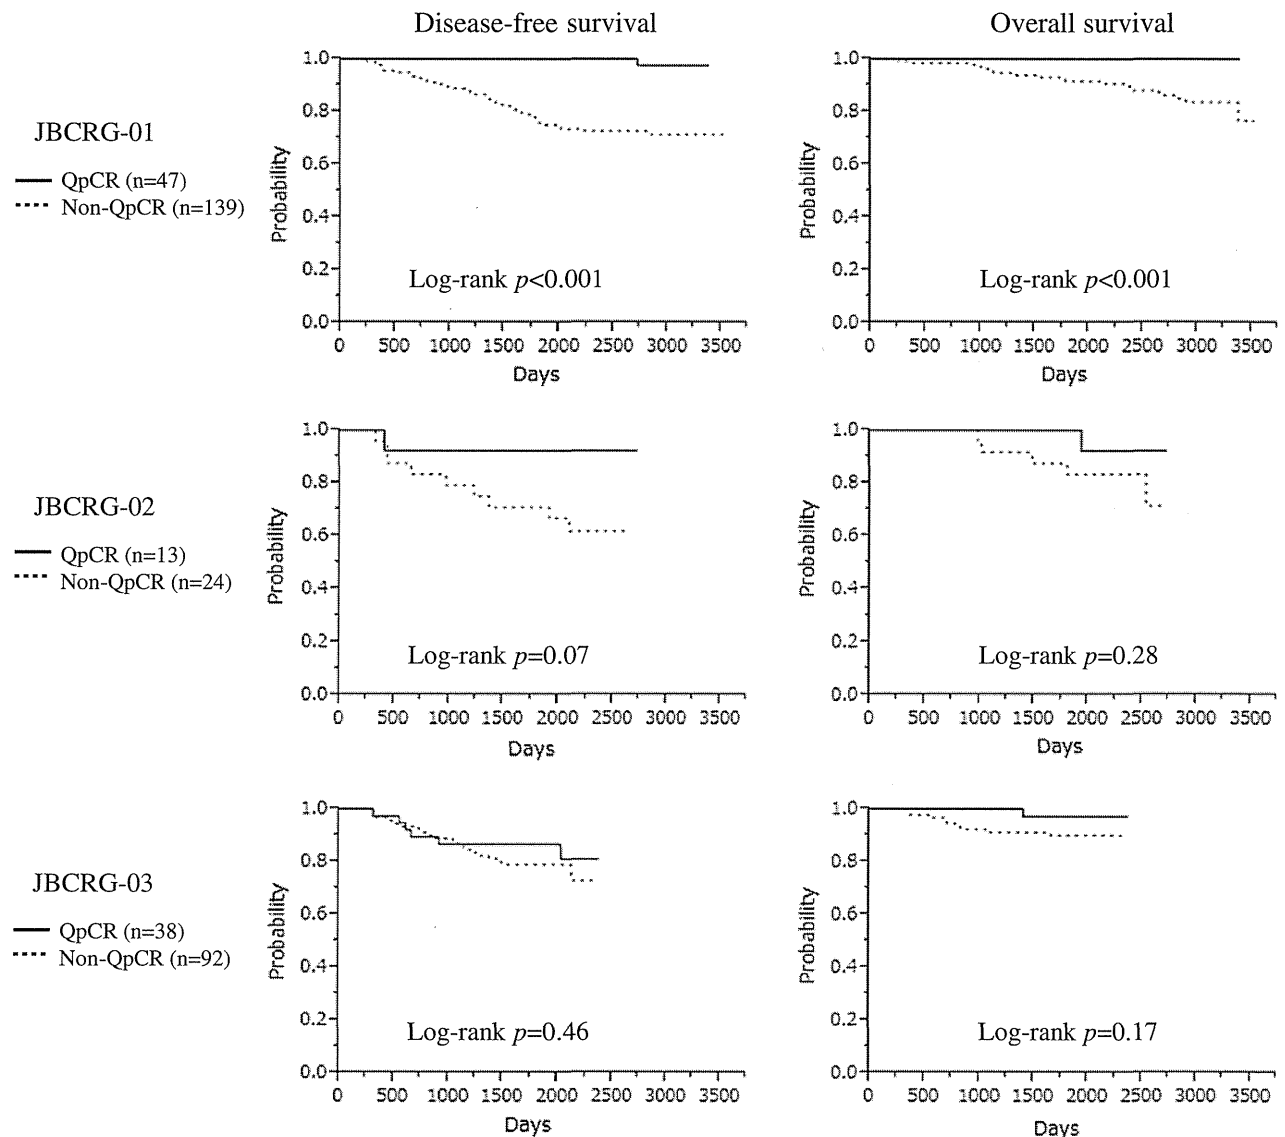 Disease-free survival
Overall survival
JBCRG-01
QpCR (n=47)
Non-QpCR (n=139)
Probability
1.0
0.8
0.6
0.4
0.2
0.0
Log-rank p<0.001
0 500 1000 1500 2000 2500 3000 3500
Days
Probability
1.0
0.8
0.6
0.4
0.2
0.0
Log-rank p<0.001
0 500 1000 1500 2000 2500 3000 3500
Days
JBCRG-02
QpCR (n=13)
Non-QpCR (n=24)
Probability
1.0
0.8
0.6
0.4
0.2
0.0
Log-rank p=0.07
0 500 1000 1500 2000 2500 3000 3500
Days
Probability
1.0
0.8
0.6
0.4
0.2
0.0
Log-rank p=0.28
0 500 1000 1500 2000 2500 3000 3500
Days
JBCRG-03
QpCR (n=38)
Non-QpCR (n=92)
Probability
1.0
0.8
0.6
0.4
0.2
0.0
Log-rank p=0.46
0 500 1000 1500 2000 2500 3000 3500
Days
Probability
1.0
0.8
0.6
0.4
0.2
0.0
Log-rank p=0.17
0 500 1000 1500 2000 2500 3000 3500
Days